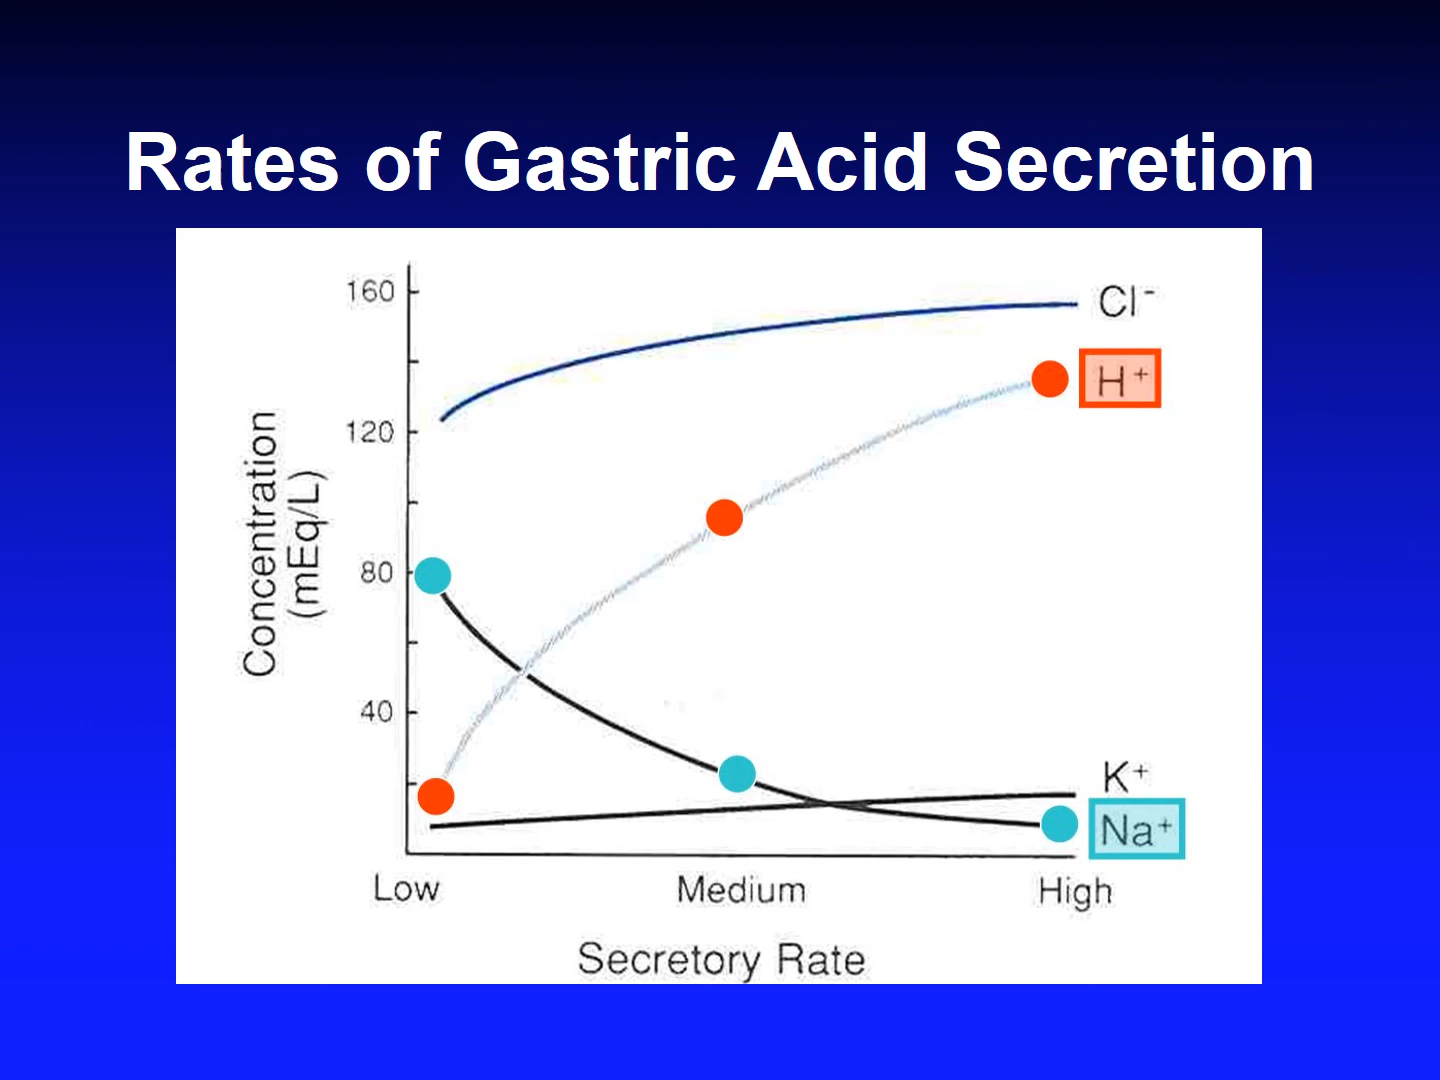 Rates of Gastric Acid Secretion
Concentration
(mEq/L)
160
120
80
40
Cl⁻
H⁺
K⁺
Na⁺
Low
Medium
High
Secretory Rate